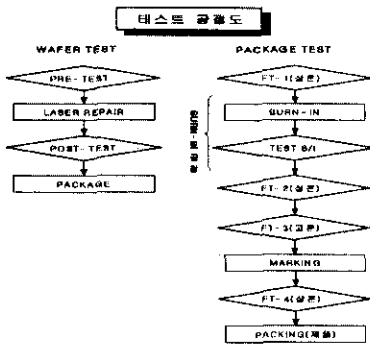 테스트 공정도
WAFER TEST
PRE-TEST
LASER REPAIR
POST-TEST
PACKAGE
PACKAGE TEST
FT-1(상온)
BURN-IN
TEST B/I
FT-2(상온)
FT-3(고온)
MARKING
FT-4(상온)
PACKING(제품)